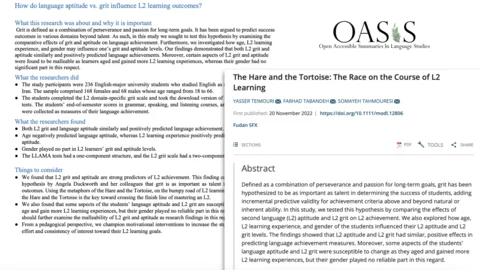 How do language aptitude vs. grit influence L2 learning outcomes?
What this research was about and why it is important
Grit is defined as a combination of perseverance and passion for long-term goals. It has been argued to predict success
outcomes in various domains beyond talent. As such, in this study we sought to test this hypothesis by examining the
comparative effects of grit and aptitude on language achievement. Furthermore, we investigated how age, L2 learning
experience, and gender may influence one's grit and aptitude levels. Our findings demonstrated that both L2 grit and
aptitude similarly and positively predicted language achievements. Moreover, certain aspects of L2 grit and aptitude
were found to be malleable as learners aged and gained more L2 learning experiences, whereas their gender had no
significant part in this respect.
What the researchers did
The study participants were 236 English-major university students who studied English as
Iran. The sample comprised 168 females and 68 males whose age ranged from 18 to
The students completed the L2 domain-specific grit scale and took the download version of
tests. The students' end-of-semester scores in grammar, speaking, and listening courses, an
were collected as measures of their language achievement.
What the researchers found
Both L2 grit and language aptitude similarly and positively predicted language achievement.
Age negatively predicted language aptitude, whereas L2 learning experience positively pred
aptitude.
Gender played no part in L2 learners' grit and aptitude levels.
The LLAMA tests had a one-component structure, and the L2 grit scale had a two-compone
Things to consider
We found that L2 grit and aptitude are strong predictors of L2 achievement. This finding c
hypothesis by Angela Duckworth and her colleagues that grit is as important as talent i
outcomes. Using the metaphors of the Hare and the Tortoise, on the bumpy road of L2 learnin
the Hare or the Tortoise is the key toward crossing the finish line of mastering an L2.
We also found that some aspects of the students' language aptitude and L2 grit are suscept
age and gain more L2 learning experiences, but their gender played no reliable part in this r
should further examine the malleability of L2 grit and aptitude as research findings in this reg
From a pedagogical perspective, we champion motivational interventions to increase the st
effort and consistency of interest toward their L2 learning goals.
OASIS
Open Accessible Summaries in Language Studies
The Hare and the Tortoise: The Race on the Course of L2
Learning
YASSER TEIMOURI, FARHAD TABANDEH, SOMAYEH TAHMOURESI
First published: 20 November 2022 | https://doi.org/10.1111/modl.12806
Fudan SFX
SECTIONS PDF TOOLS SHARE
Abstract
Defined as a combination of perseverance and passion for long-term goals, grit has been
hypothesized to be as important as talent in determining the success of students, adding
incremental predictive validity for achievement criteria above and beyond natural or
inherent ability. In this study, we tested this hypothesis by comparing the effects of
second language (L2) aptitude and L2 grit on L2 achievement. We also explored how age,
L2 learning experience, and gender of the students influenced their L2 aptitude and L2
grit levels. The findings showed that L2 aptitude and L2 grit had similar, positive effects in
predicting language achievement measures. Moreover, some aspects of the students'
language aptitude and L2 grit were susceptible to change as they aged and gained more
L2 learning experiences, but their gender played no reliable part in this regard.